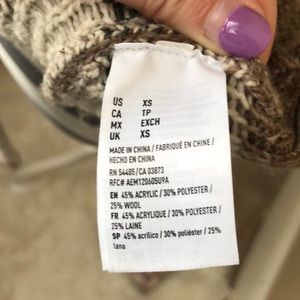 US XS
CA TP
MX EXCH
UK XS
MADE IN CHINA / FABRIQUÉ EN CHINE /
HECHO EN CHINA
RN 54485/CA 03873
RFC# AEM120605U9A
EN 45% ACRYLIC / 30% POLYESTER /
25% WOOL
FR 45% ACRYLIQUE / 30% POLYESTER /
25% LAINE
SP 45% acrílico / 30% poliéster / 25%
lana